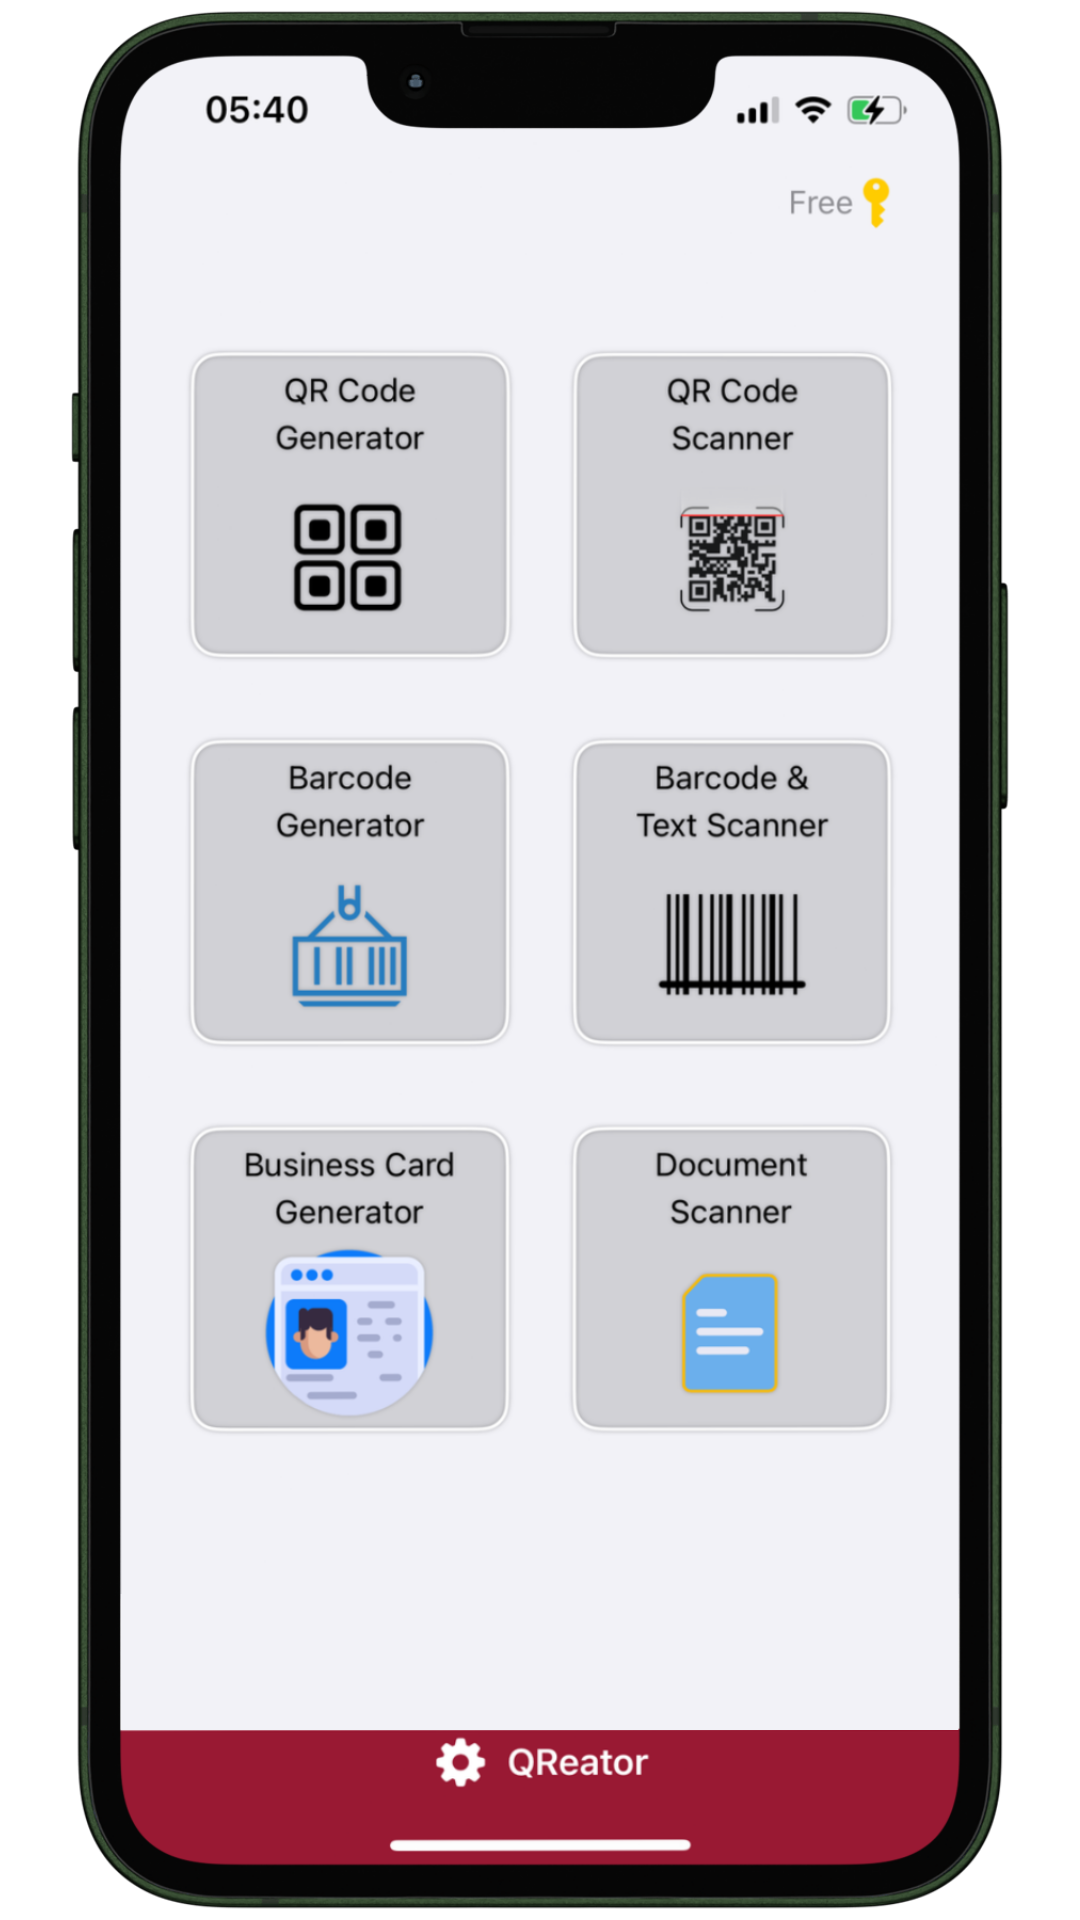 05:40
Free
QR Code
Generator
QR Code
Scanner
Barcode
Generator
Barcode &
Text Scanner
Business Card
Generator
Document
Scanner
QReator